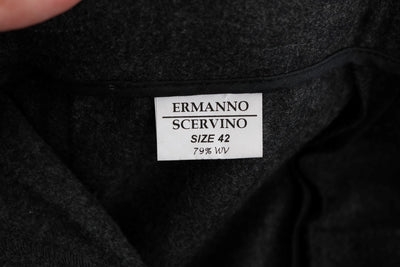 ERMANNO
SCERVINO
SIZE 42
79% WV